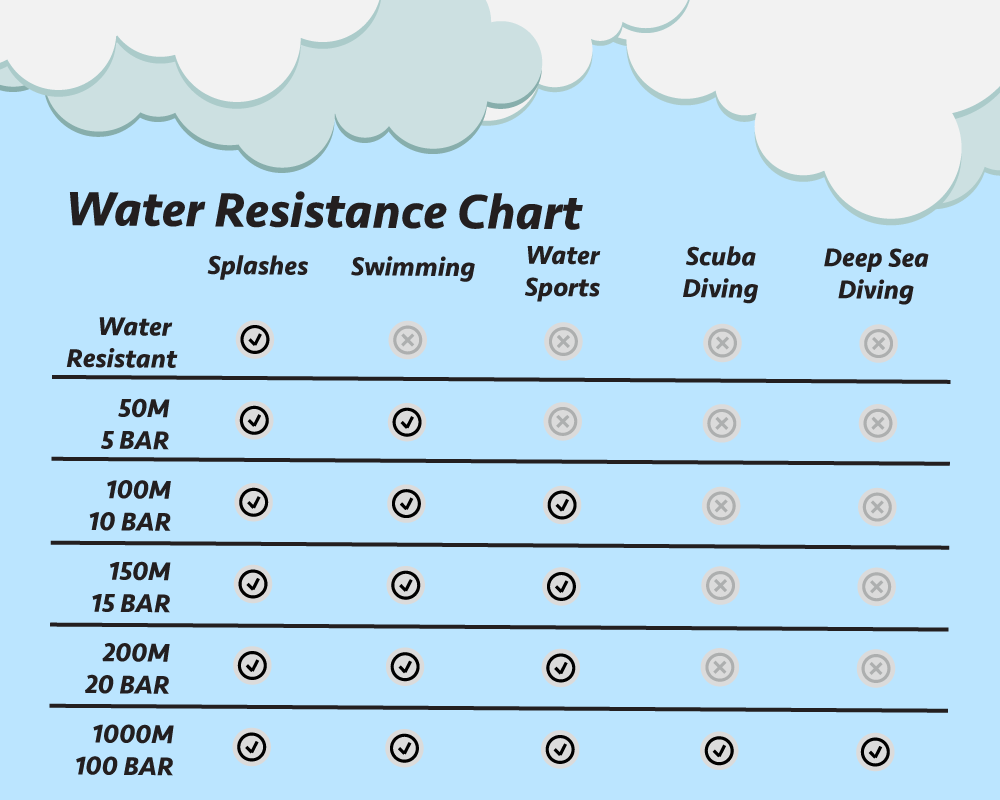 Water Resistance Chart
Splashes
Swimming
Water
Sports
Scuba
Diving
Deep Sea
Diving
Water
Resistant
50M
5 BAR
100M
10 BAR
150M
15 BAR
200M
20 BAR
1000M
100 BAR